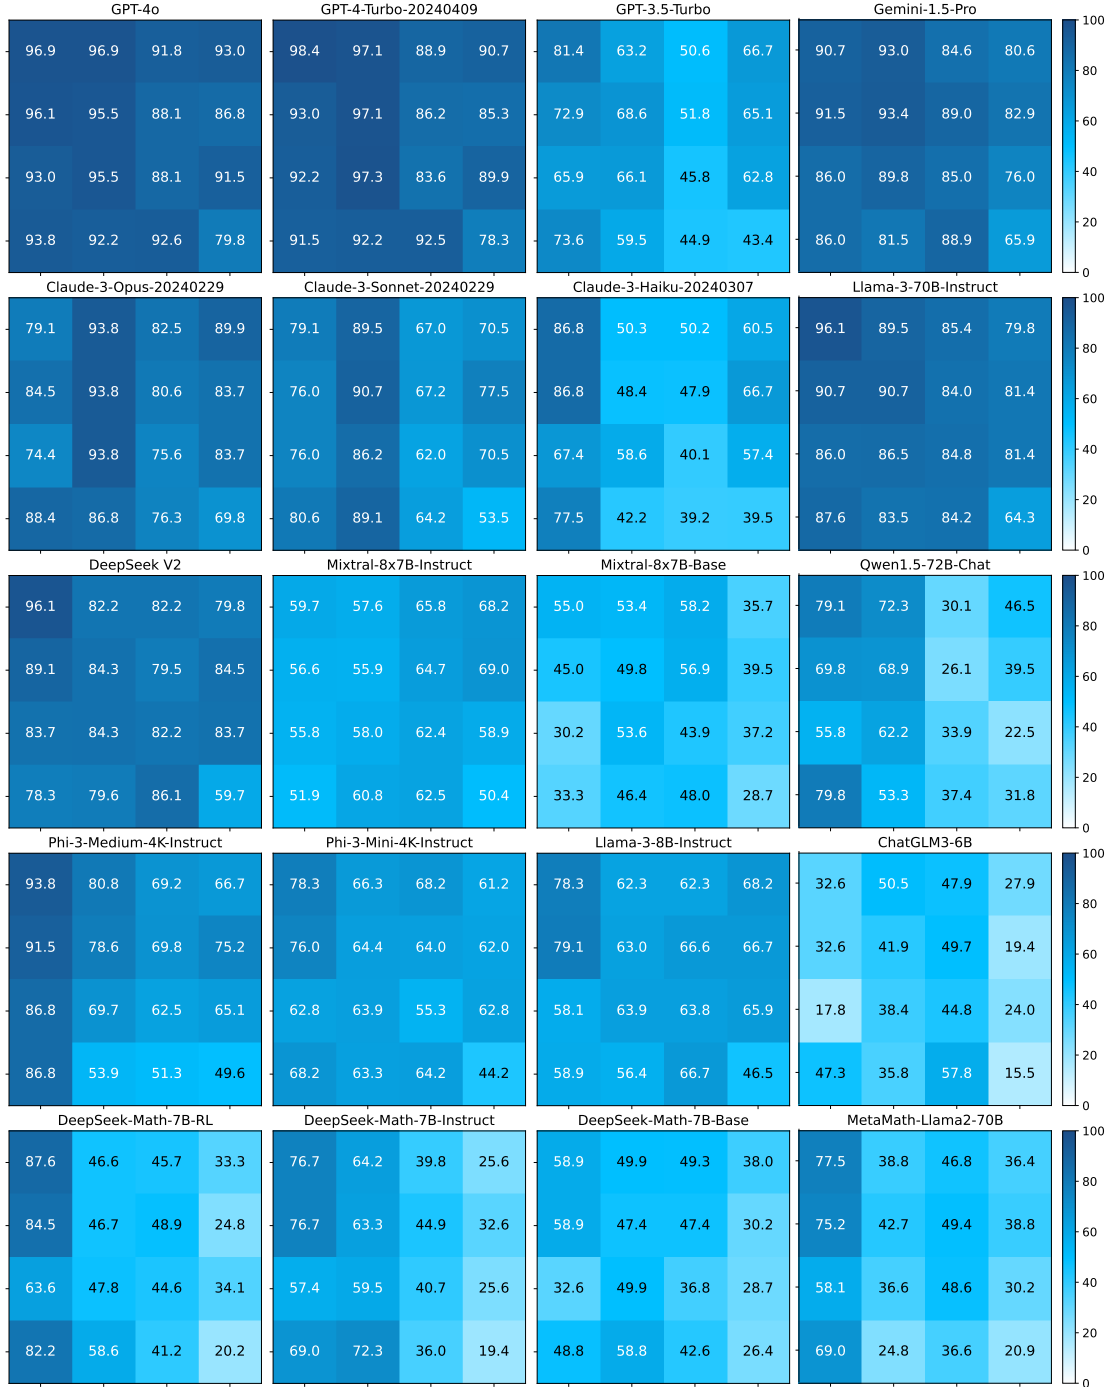 GPT-4o GPT-4-Turbo-20240409 GPT-3.5-Turbo Gemini-1.5-Pro
96.9 96.9 91.8 93.0 98.4 97.1 88.9 90.7 81.4 63.2 50.6 66.7 90.7 93.0 84.6 80.6
96.1 95.5 88.1 86.8 93.0 97.1 86.2 85.3 72.9 68.6 51.8 65.1 91.5 93.4 89.0 82.9
93.0 95.5 88.1 91.5 92.2 97.3 83.6 89.9 65.9 66.1 45.8 62.8 86.0 89.8 85.0 76.0
93.8 92.2 92.6 79.8 91.5 92.2 92.5 78.3 73.6 59.5 44.9 43.4 86.0 81.5 88.9 65.9
100
80
60
40
20
0
Claude-3-Opus-20240229 Claude-3-Sonnet-20240229 Claude-3-Haiku-20240307 Llama-3-70B-Instruct
79.1 93.8 82.5 89.9 79.1 89.5 67.0 70.5 86.8 50.3 50.2 60.5 96.1 89.5 85.4 79.8
84.5 93.8 80.6 83.7 76.0 90.7 67.2 77.5 86.8 48.4 47.9 66.7 90.7 90.7 84.0 81.4
74.4 93.8 75.6 83.7 76.0 86.2 62.0 70.5 67.4 58.6 40.1 57.4 86.0 86.5 84.8 81.4
88.4 86.8 76.3 69.8 80.6 89.1 64.2 53.5 77.5 42.2 39.2 39.5 87.6 83.5 84.2 64.3
100
80
60
40
20
0
DeepSeek V2 Mixtral-8x7B-Instruct Mixtral-8x7B-Base Qwen1.5-72B-Chat
96.1 82.2 82.2 79.8 59.7 57.6 65.8 68.2 55.0 53.4 58.2 35.7 79.1 72.3 30.1 46.5
89.1 84.3 79.5 84.5 56.6 55.9 64.7 69.0 45.0 49.8 56.9 39.5 69.8 68.9 26.1 39.5
83.7 84.3 82.2 83.7 55.8 58.0 62.4 58.9 30.2 53.6 43.9 37.2 55.8 62.2 33.9 22.5
78.3 79.6 86.1 59.7 51.9 60.8 62.5 50.4 33.3 46.4 48.0 28.7 79.8 53.3 37.4 31.8
100
80
60
40
20
0
Phi-3-Medium-4K-Instruct Phi-3-Mini-4K-Instruct Llama-3-8B-Instruct ChatGLM3-6B
93.8 80.8 69.2 66.7 78.3 66.3 68.2 61.2 78.3 62.3 62.3 68.2 32.6 50.5 47.9 27.9
91.5 78.6 69.8 75.2 76.0 64.4 64.0 62.0 79.1 63.0 66.6 66.7 32.6 41.9 49.7 19.4
86.8 69.7 62.5 65.1 62.8 63.9 55.3 62.8 58.1 63.9 63.8 65.9 17.8 38.4 44.8 24.0
86.8 53.9 51.3 49.6 68.2 63.3 64.2 44.2 58.9 56.4 66.7 46.5 47.3 35.8 57.8 15.5
100
80
60
40
20
0
DeepSeek-Math-7B-RL DeepSeek-Math-7B-Instruct DeepSeek-Math-7B-Base MetaMath-Llama2-70B
87.6 46.6 45.7 33.3 76.7 64.2 39.8 25.6 58.9 49.9 49.3 38.0 77.5 38.8 46.8 36.4
84.5 46.7 48.9 24.8 76.7 63.3 44.9 32.6 58.9 47.4 47.4 30.2 75.2 42.7 49.4 38.8
63.6 47.8 44.6 34.1 57.4 59.5 40.7 25.6 32.6 49.9 36.8 28.7 58.1 36.6 48.6 30.2
82.2 58.6 41.2 20.2 69.0 72.3 36.0 19.4 48.8 58.8 42.6 26.4 69.0 24.8 36.6 20.9
100
80
60
40
20
0